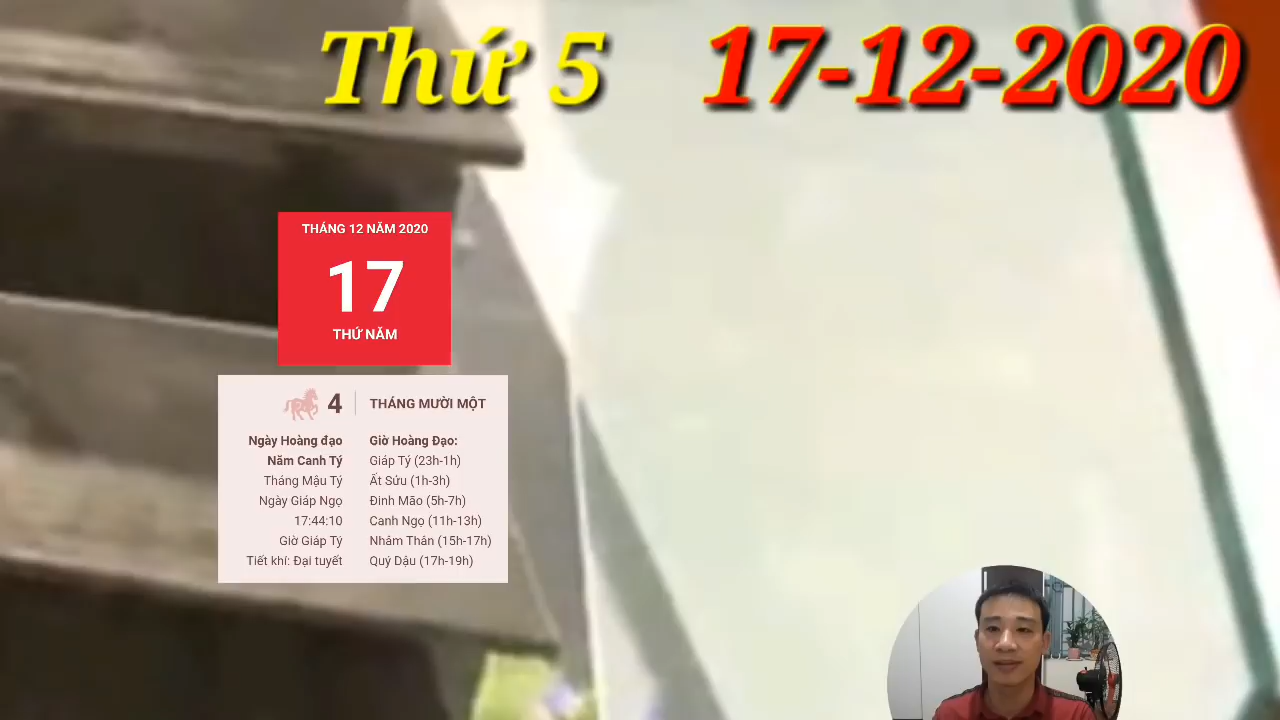 Thứ 5 17-12-2020
THÁNG 12 NĂM 2020
17
THỨ NĂM
4 THÁNG MƯỜI MỘT
Ngày Hoàng đạo
Năm Canh Tý
Tháng Mậu Tý
Ngày Giáp Ngọ
17:44:10
Giờ Giáp Tý
Tiết khí: Đại tuyết
Giờ Hoàng Đạo:
Giáp Tý (23h-1h)
Ất Sửu (1h-3h)
Đinh Mão (5h-7h)
Canh Ngọ (11h-13h)
Nhâm Thân (15h-17h)
Quý Dậu (17h-19h)